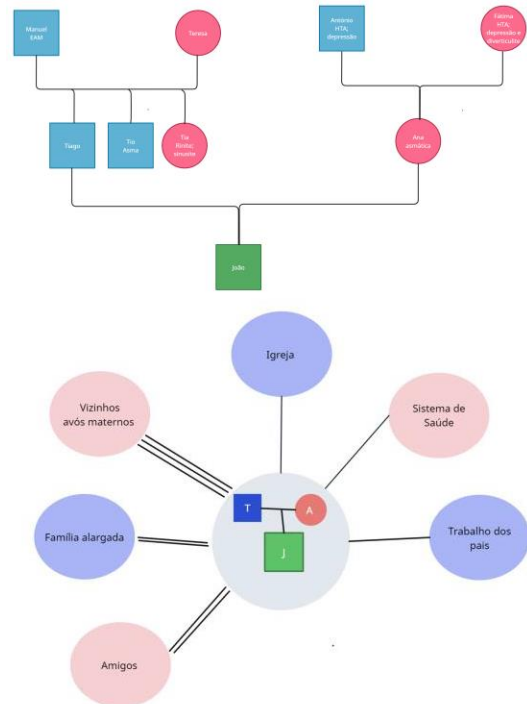 Manuel
EAM
Teresa
António
HTA;
depressão
Fátima
HTA;
depressão e
diverticulite
Tiago
Tio
Asma
Tia
Rinite;
sinusite
Ana
asmática
João
Igreja
Vizinhos
avós maternos
Sistema de
Saúde
T
A
J
Família alargada
Trabalho dos
pais
Amigos